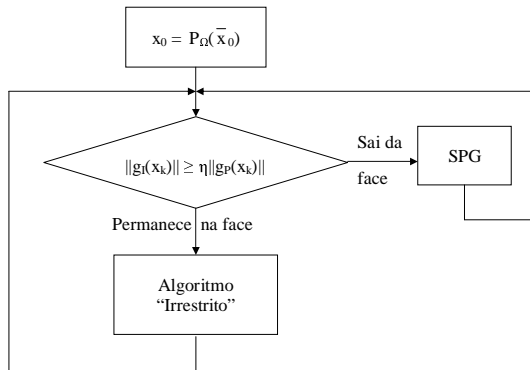 x₀ = P_Ω(x̄₀)
||g_I(x_k)|| ≥ η||g_P(x_k)||
Sai da
face
SPG
Permanece na face
Algoritmo
“Irrestrito”